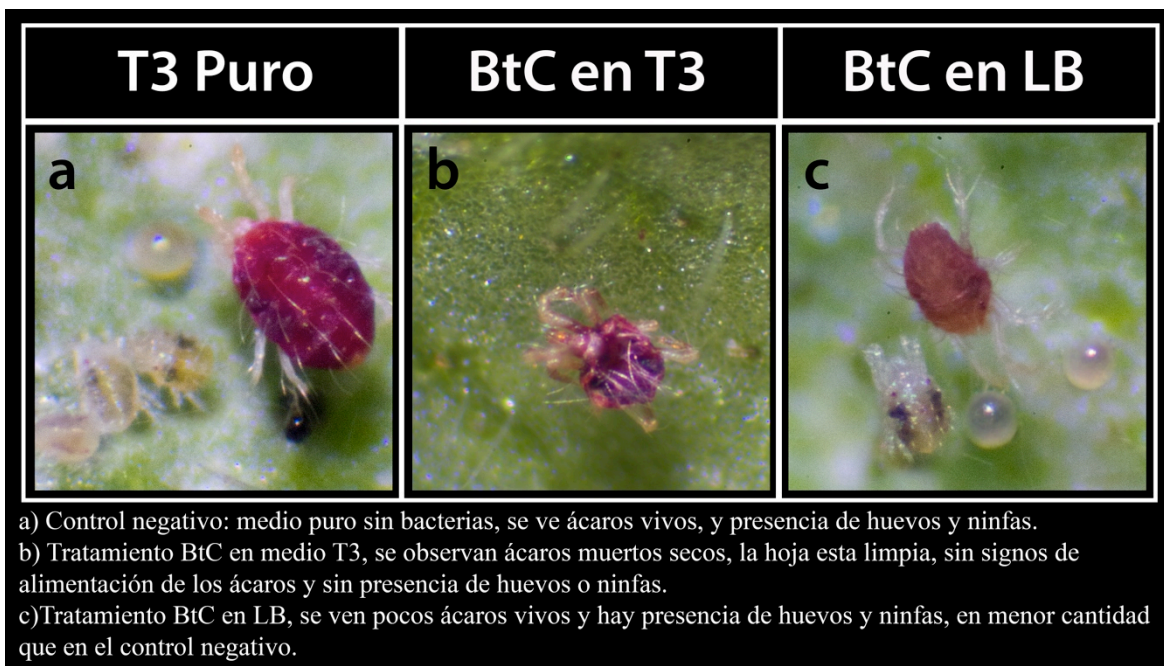 T3 Puro
BtC en T3
BtC en LB
a
b
c
a) Control negativo: medio puro sin bacterias, se ve ácaros vivos, y presencia de huevos y ninfas.
b) Tratamiento BtC en medio T3, se observan ácaros muertos secos, la hoja esta limpia, sin signos de
alimentación de los ácaros y sin presencia de huevos o ninfas.
c)Tratamiento BtC en LB, se ven pocos ácaros vivos y hay presencia de huevos y ninfas, en menor cantidad
que en el control negativo.